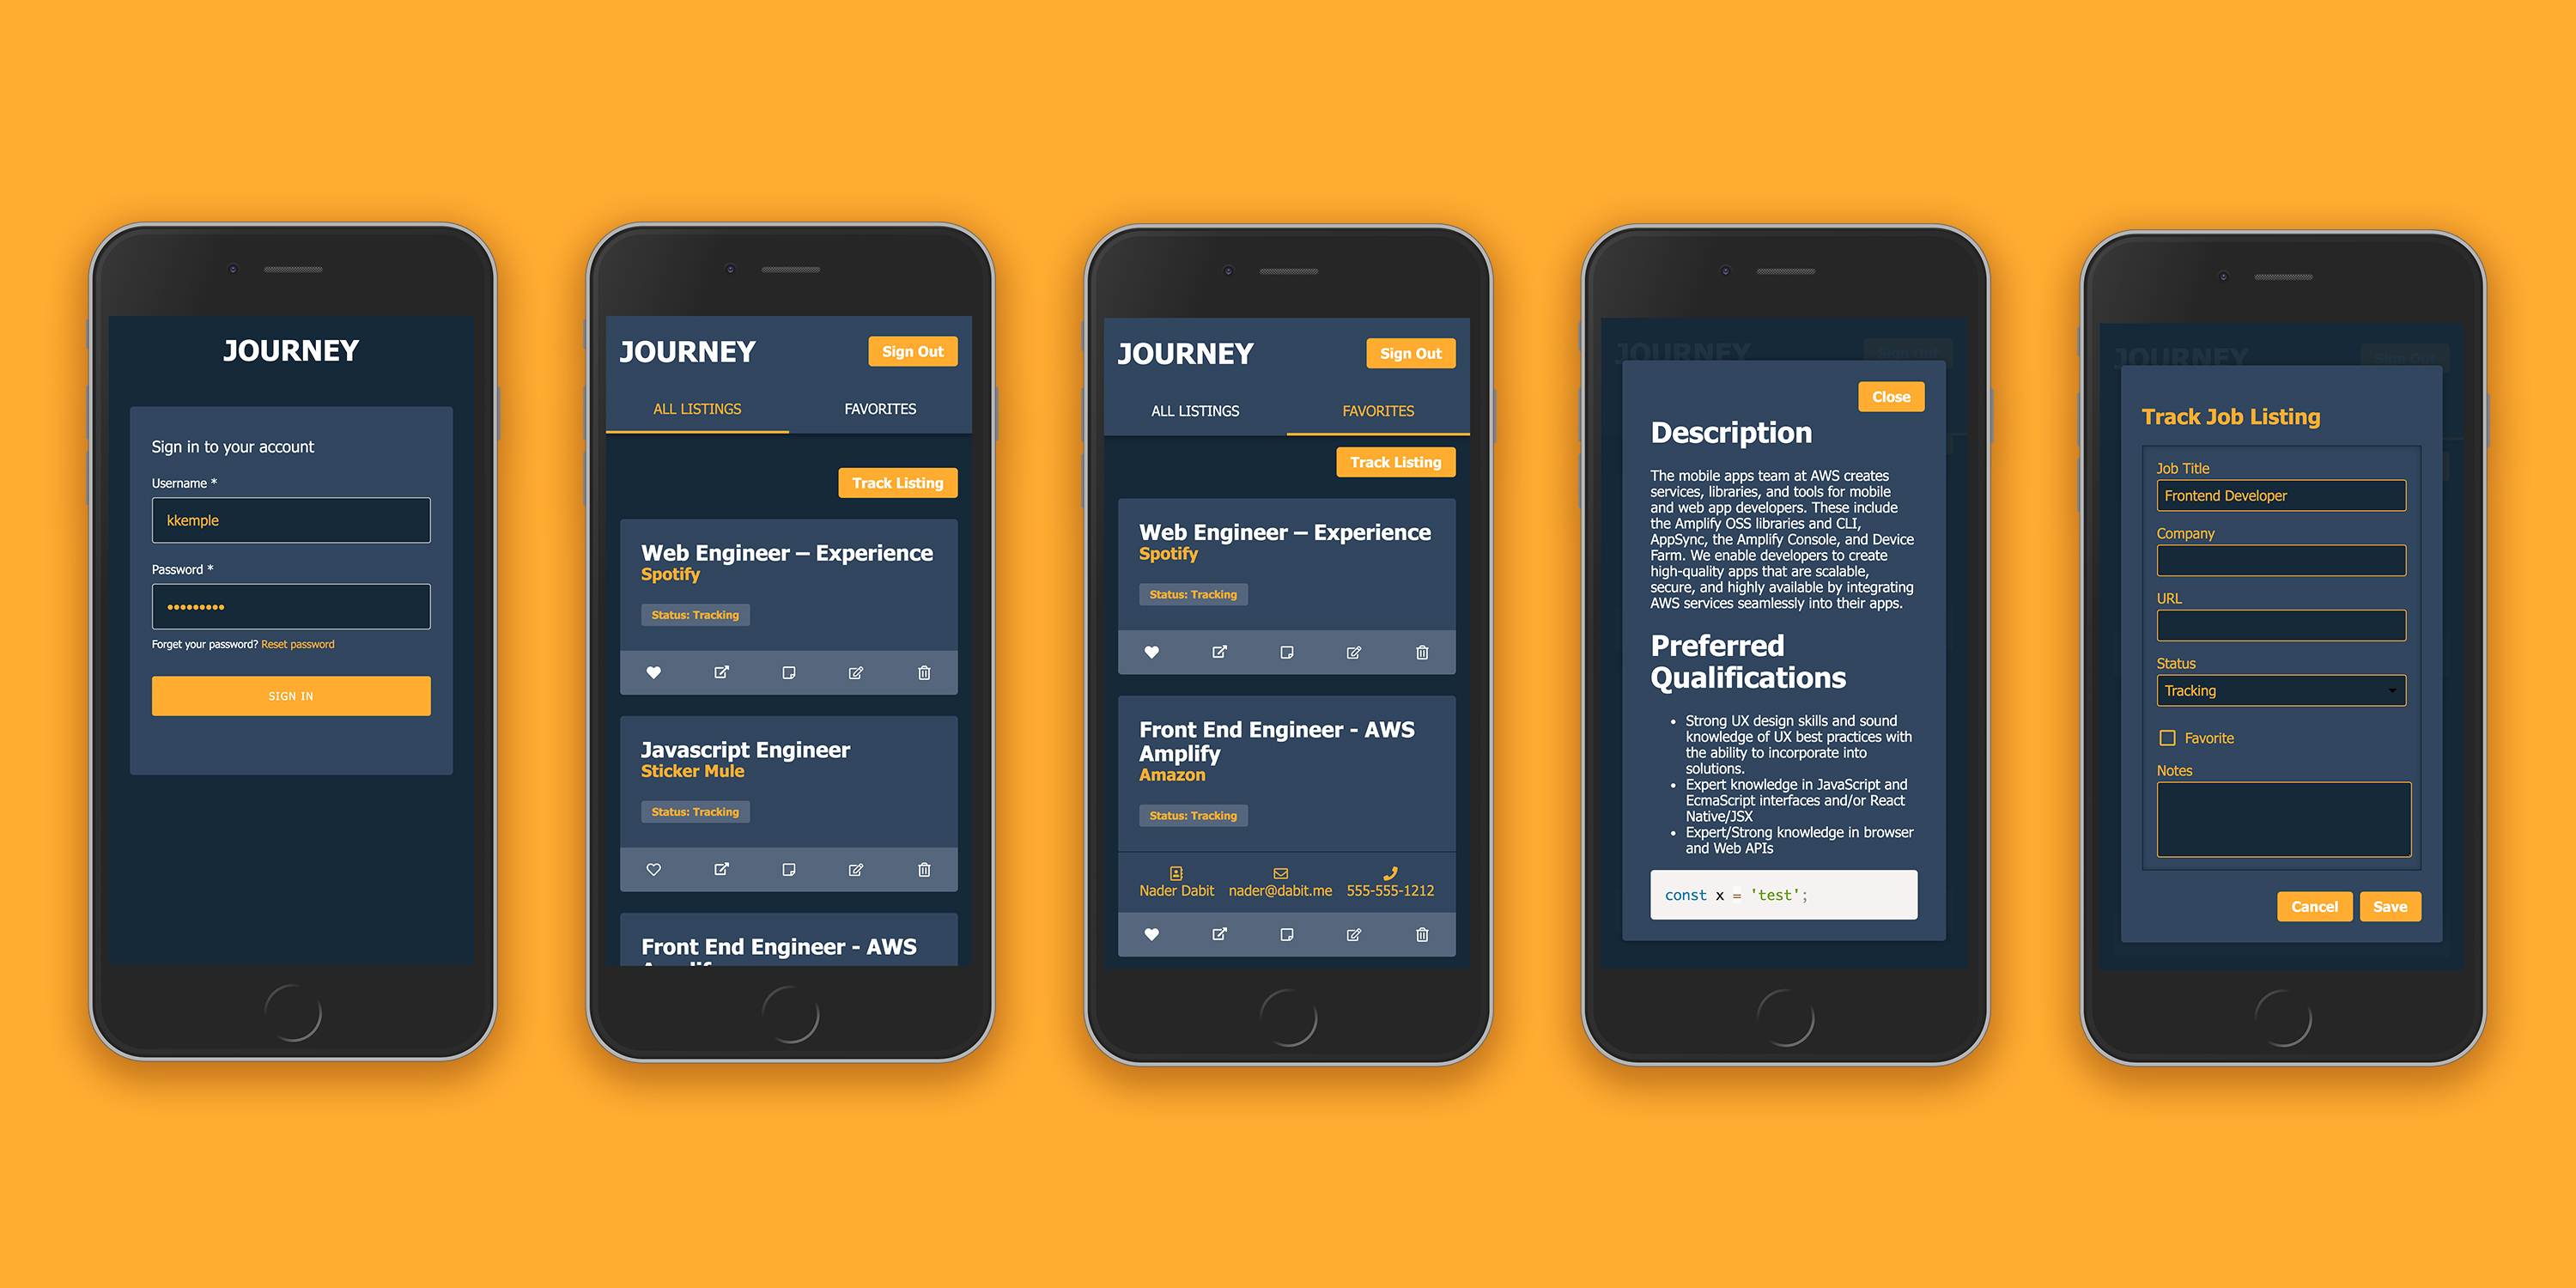 JOURNEY
Sign in to your account
Username *
kkemple
Password *
•••••••••
Forget your password? Reset password
SIGN IN
JOURNEY
Sign Out
ALL LISTINGS
FAVORITES
Track Listing
Web Engineer – Experience
Spotify
Status: Tracking
Javascript Engineer
Sticker Mule
Status: Tracking
Front End Engineer - AWS
Amplify
JOURNEY
Sign Out
ALL LISTINGS
FAVORITES
Track Listing
Web Engineer – Experience
Spotify
Status: Tracking
Front End Engineer - AWS
Amplify
Amazon
Status: Tracking
Nader Dabit
nader@dabit.me
555-555-1212
JOURNEY
Sign Out
Close
Description
The mobile apps team at AWS creates
services, libraries, and tools for mobile
and web app developers. These include
the Amplify OSS libraries and CLI,
AppSync, the Amplify Console, and Device
Farm. We enable developers to create
high-quality apps that are scalable,
secure, and highly available by integrating
AWS services seamlessly into their apps.
Preferred
Qualifications
• Strong UX design skills and sound
knowledge of UX best practices with
the ability to incorporate into
solutions.
• Expert knowledge in JavaScript and
EcmaScript interfaces and/or React
Native/JSX
• Expert/Strong knowledge in browser
and Web APIs
const x = 'test';
JOURNEY
Sign Out
Track Job Listing
Job Title
Frontend Developer
Company
URL
Status
Tracking
Favorite
Notes
Cancel
Save